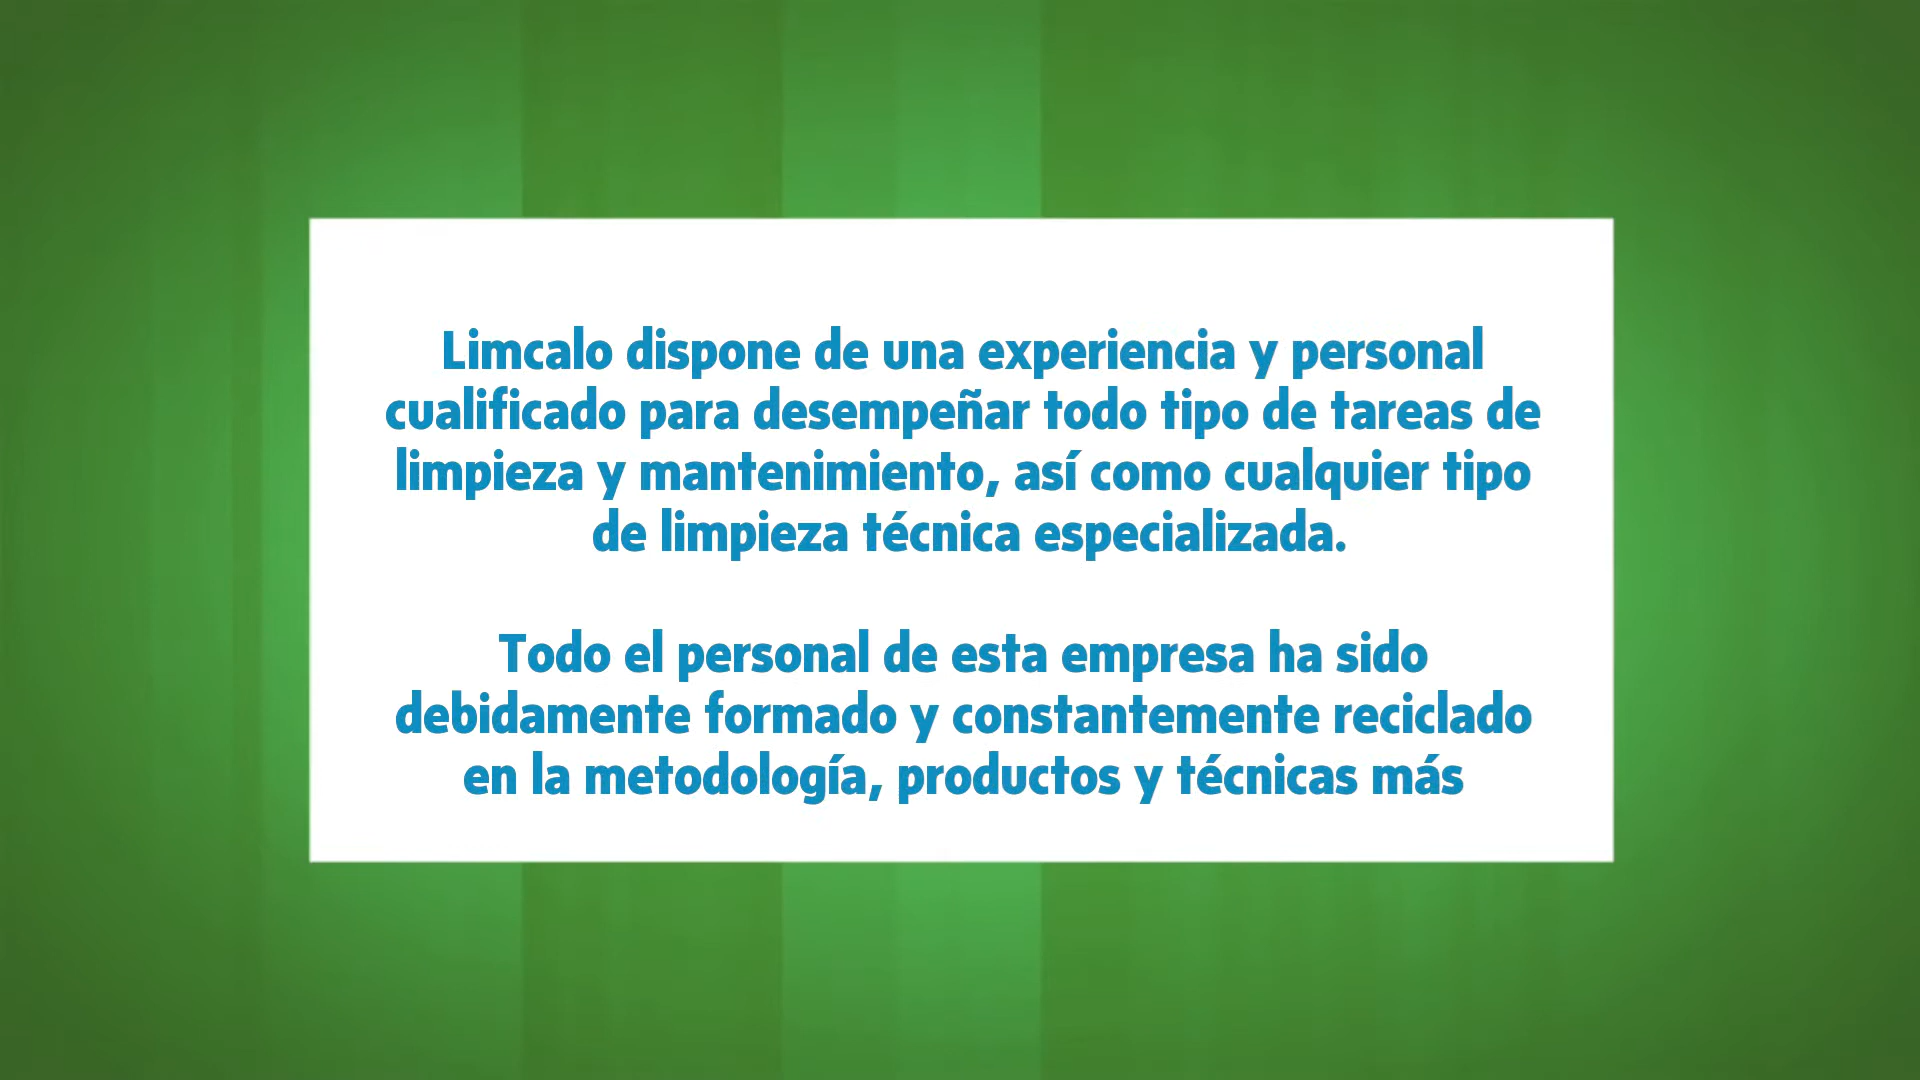 Limcalo dispone de una experiencia y personal
cualificado para desempeñar todo tipo de tareas de
limpieza y mantenimiento, así como cualquier tipo
de limpieza técnica especializada.
Todo el personal de esta empresa ha sido
debidamente formado y constantemente reciclado
en la metodología, productos y técnicas más